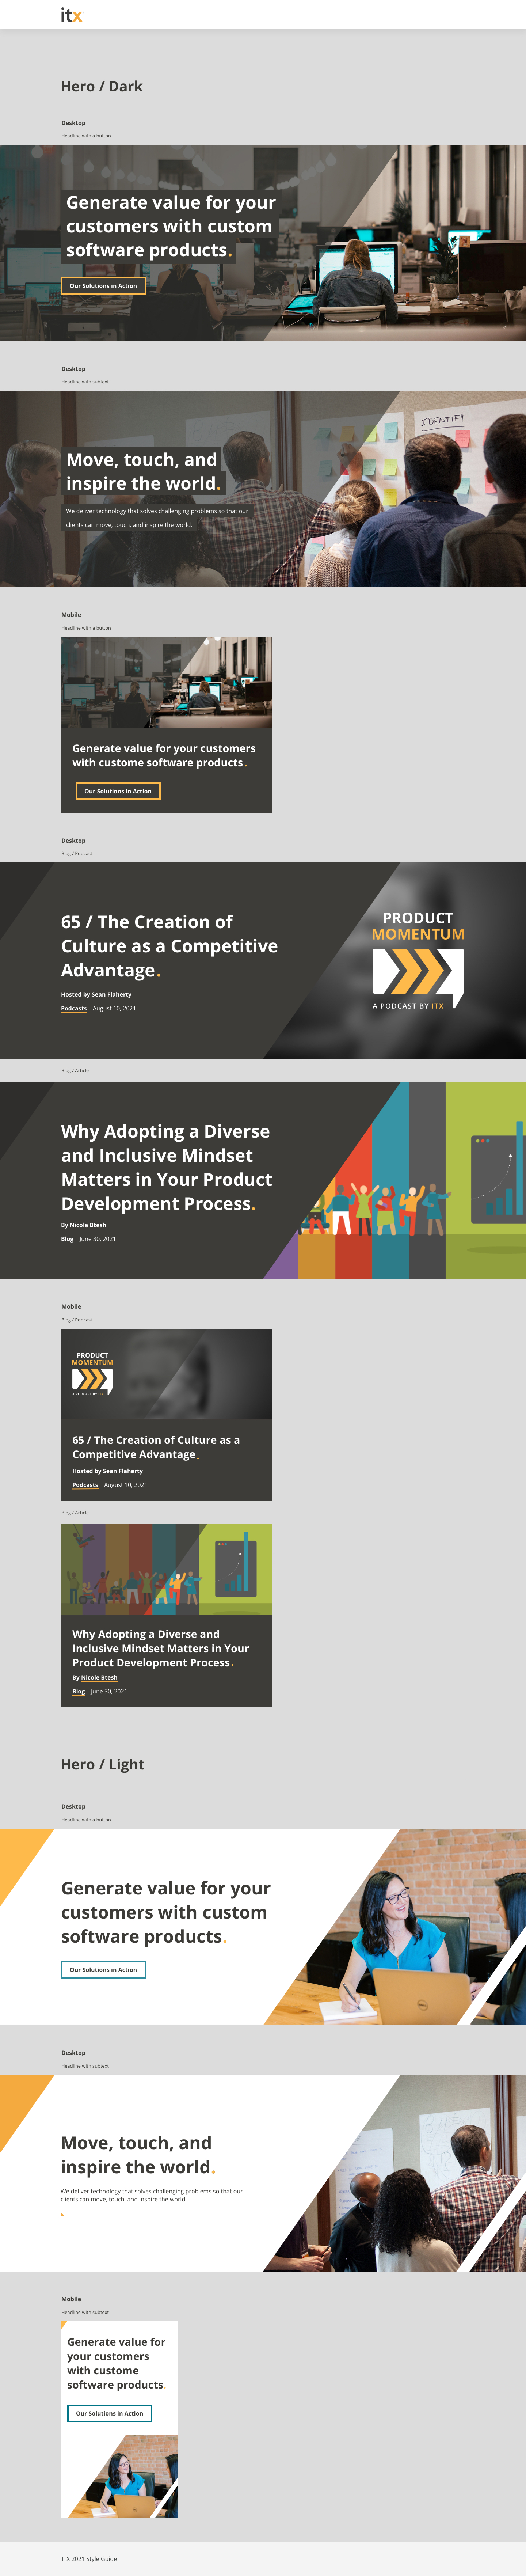 itx
Hero / Dark
Desktop
Headline with a button
Generate value for your
customers with custom
software products.
Our Solutions in Action
Desktop
Headline with subtext
IDENTIFY
Move, touch, and
inspire the world.
We deliver technology that solves challenging problems so that our
clients can move, touch, and inspire the world.
Mobile
Headline with a button
Generate value for your customers
with custome software products.
Our Solutions in Action
Desktop
Blog / Podcast
65 / The Creation of
Culture as a Competitive
Advantage.
Hosted by Sean Flaherty
Podcasts August 10, 2021
PRODUCT
MOMENTUM
A PODCAST BY ITX
Blog / Article
Why Adopting a Diverse
and Inclusive Mindset
Matters in Your Product
Development Process.
By Nicole Btesh
Blog June 30, 2021
Mobile
Blog / Podcast
PRODUCT
MOMENTUM
A PODCAST BY ITX
65 / The Creation of Culture as a
Competitive Advantage.
Hosted by Sean Flaherty
Podcasts August 10, 2021
Blog / Article
Why Adopting a Diverse and
Inclusive Mindset Matters in Your
Product Development Process.
By Nicole Btesh
Blog June 30, 2021
Hero / Light
Desktop
Headline with a button
Generate value for your
customers with custom
software products.
Our Solutions in Action
DELL
Desktop
Headline with subtext
Move, touch, and
inspire the world.
We deliver technology that solves challenging problems so that our
clients can move, touch, and inspire the world.
Mobile
Headline with subtext
Generate value for
your customers
with custome
software products.
Our Solutions in Action
ITX 2021 Style Guide